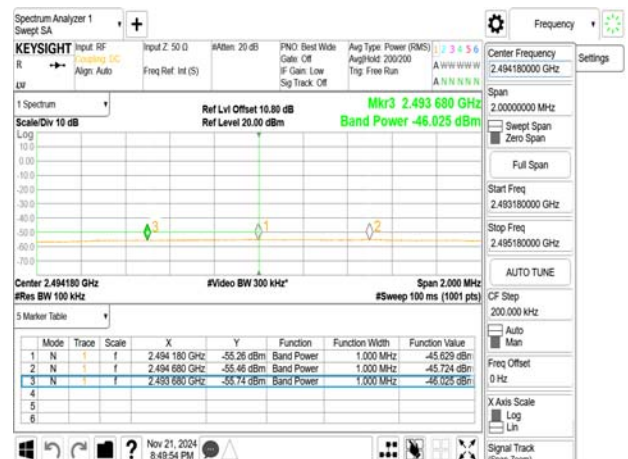 Spectrum Analyzer 1
Swept SA
Frequency
KEYSIGHT
Input: RF
Coupling: DC
Align: Auto
Input Z: 50 Ω
Freq Ref: Int (S)
#Atten: 20 dB
PNO: Best Wide
Gate: Off
IF Gain: Low
Sig Track: Off
Avg Type: Power (RMS)
Avg|Hold: 200/200
Trig: Free Run
1 2 3 4 5 6
A W W W W W
A N N N N N
R
LXI
Center Frequency
2.494180000 GHz
Settings
Span
2.00000000 MHz
Swept Span
Zero Span
Full Span
Start Freq
2.493180000 GHz
Stop Freq
2.495180000 GHz
AUTO TUNE
CF Step
200.000 kHz
Auto
Man
Freq Offset
0 Hz
X Axis Scale
Log
Lin
Signal Track
(Span Zoom)
1 Spectrum
Scale/Div 10 dB
Ref Lvl Offset 10.80 dB
Ref Level 20.00 dBm
Mkr3 2.493 680 GHz
Band Power -46.025 dBm
Log
10.0
0.00
-10.0
-20.0
-30.0
-40.0
-50.0
-60.0
-70.0
3
1
2
Center 2.494180 GHz
#Res BW 100 kHz
#Video BW 300 kHz*
Span 2.000 MHz
#Sweep 100 ms (1001 pts)
5 Marker Table
Mode Trace Scale X Y Function Function Width Function Value
1 N 1 f 2.494 180 GHz -55.26 dBm Band Power 1.000 MHz -45.629 dBm
2 N 1 f 2.494 680 GHz -55.46 dBm Band Power 1.000 MHz -45.724 dBm
3 N 1 f 2.493 680 GHz -55.74 dBm Band Power 1.000 MHz -46.025 dBm
4
5
6
?
Nov 21, 2024
8:49:54 PM